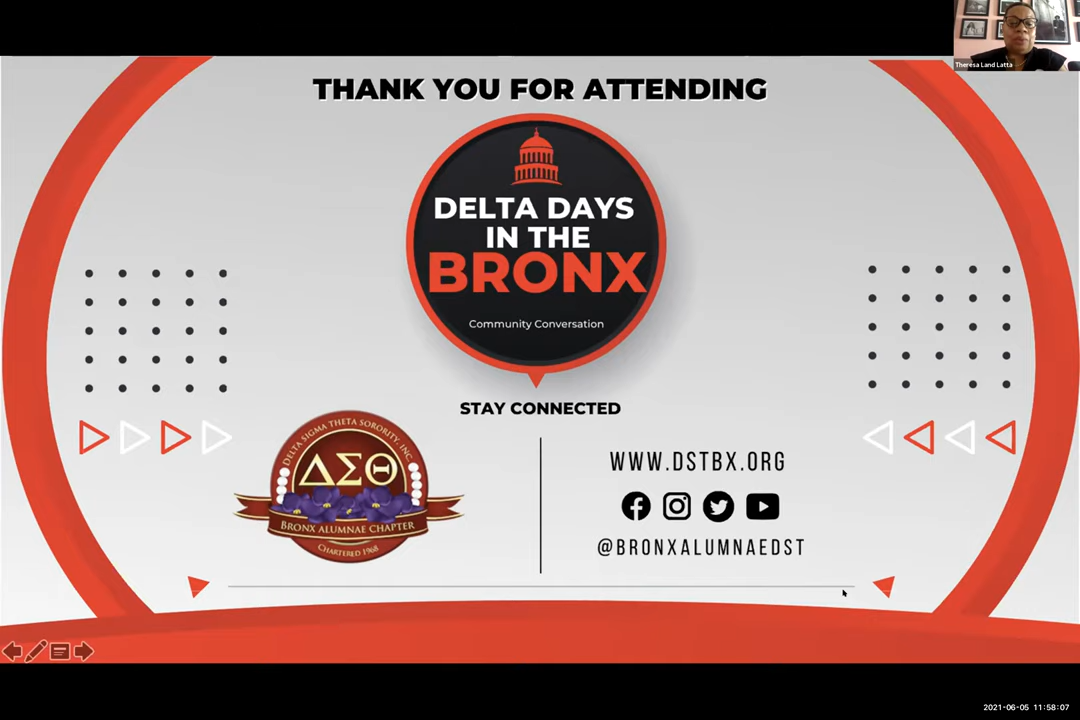 Theresa Land Latta
THANK YOU FOR ATTENDING
DELTA DAYS
IN THE
BRONX
Community Conversation
STAY CONNECTED
DELTA SIGMA THETA SORORITY, INC.
ΔΣΘ
BRONX ALUMNAE CHAPTER
CHARTERED 1968
WWW.DSTBX.ORG
@BRONXALUMNAEDST
2021-06-05 11:58:07